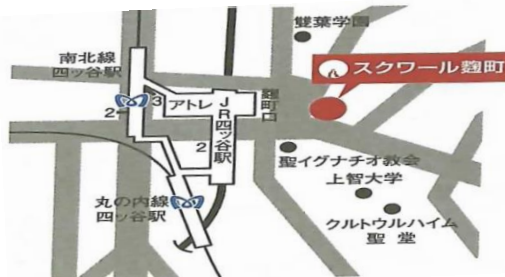 雙葉学園
スクワール麹町
南北線
四ッ谷駅
3
アトレ
2
JR四ッ谷駅
麹町口
2
聖イグナチオ教会
上智大学
丸の内線
四ッ谷駅
クルトゥルハイム
聖堂